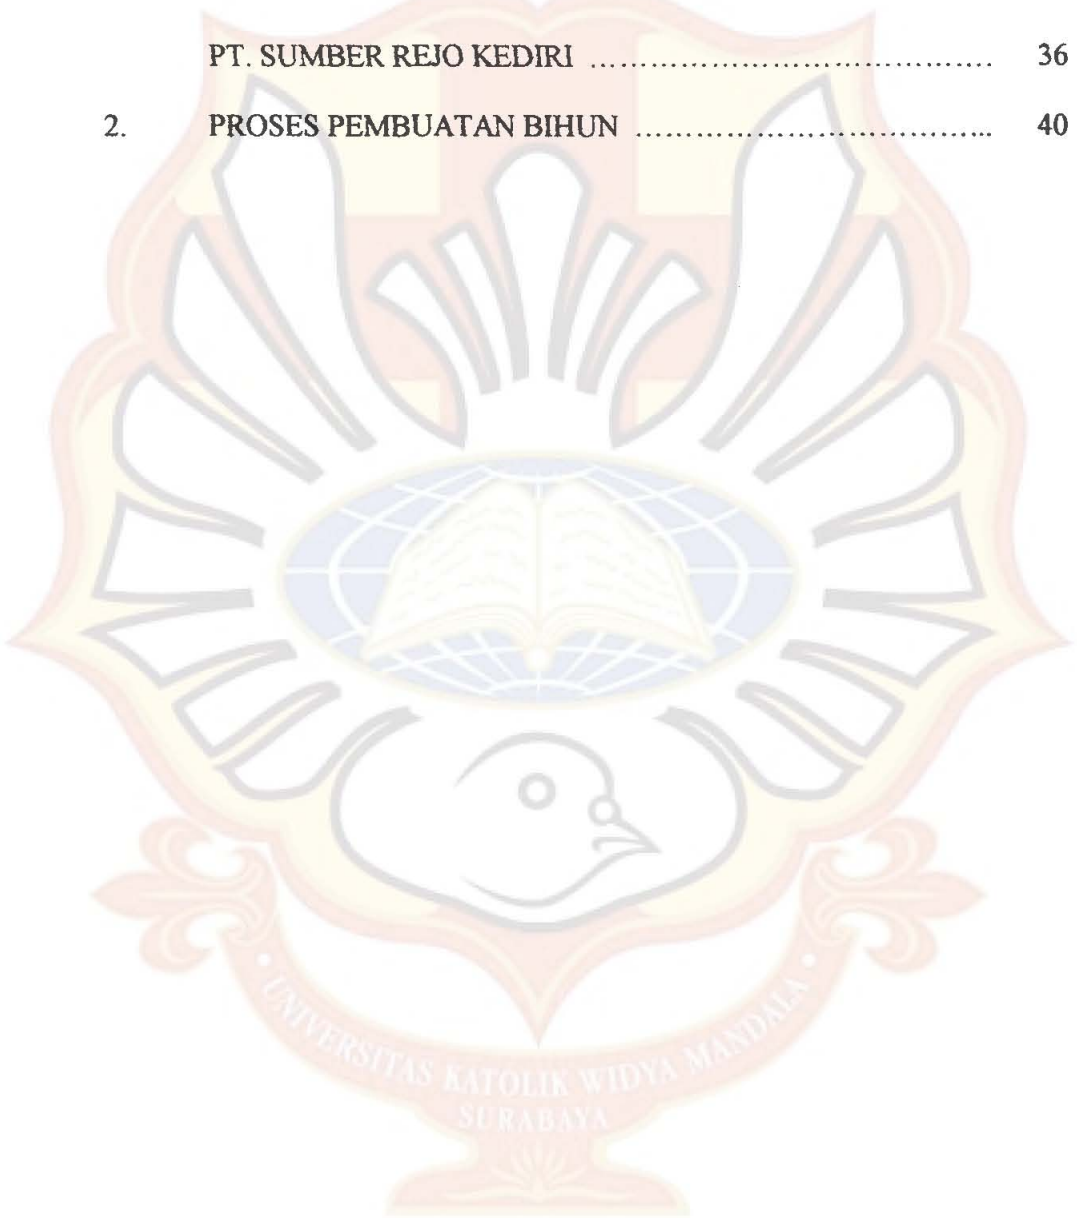 PT. SUMBER REJO KEDIRI ........................................ 36
2. PROSES PEMBUATAN BIHUN ...................................... 40
• UNIVERSITAS KATOLIK WIDYA MANDALA •
SURABAYA